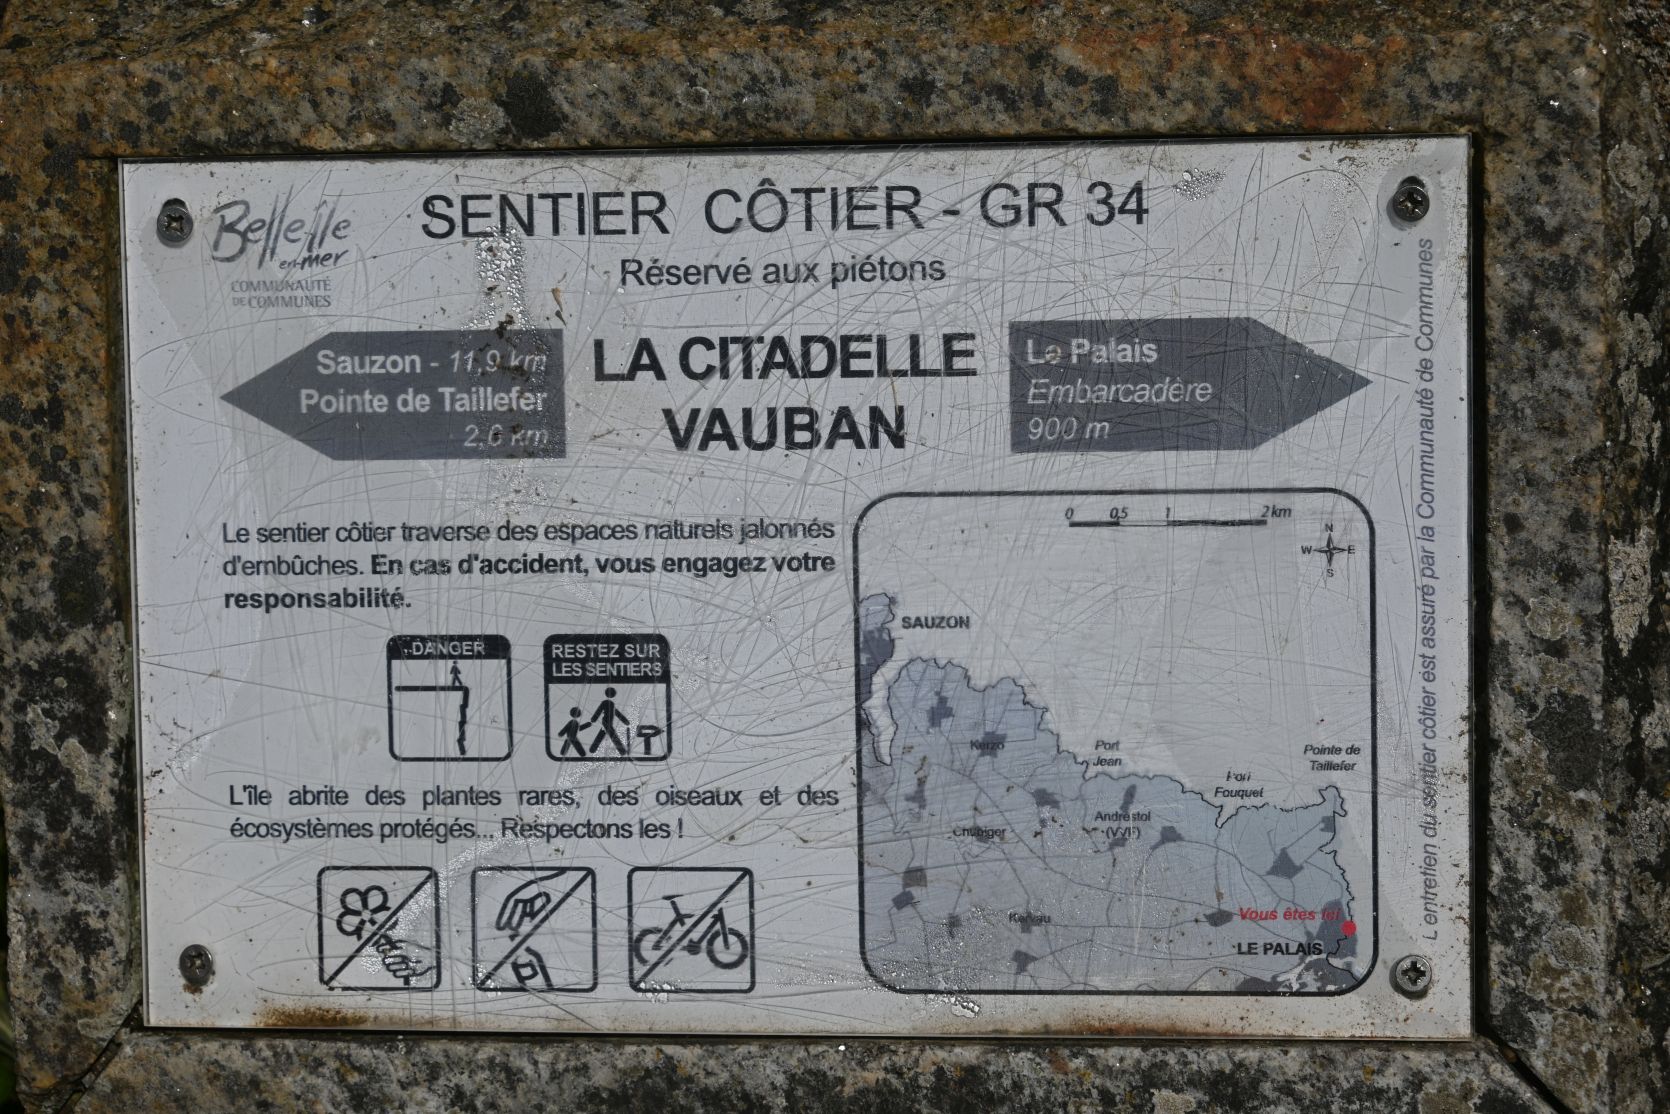 Belle-île
en-mer
COMMUNAUTÉ
DE COMMUNES
SENTIER CÔTIER - GR 34
Réservé aux piétons
Sauzon - 11,9 km
Pointe de Taillefer
2,6 km
LA CITADELLE
VAUBAN
Le Palais
Embarcadère
900 m
Le sentier côtier traverse des espaces naturels jalonnés
d'embûches. En cas d'accident, vous engagez votre
responsabilité.
DANGER
RESTEZ SUR
LES SENTIERS
L'île abrite des plantes rares, des oiseaux et des
écosystèmes protégés... Respectons les !
0 0,5 1 2 km
N
W E
S
SAUZON
Kerzo
Port
Jean
Port
Fouquet
Pointe de
Taillefer
Andrestol
(VVF)
Vous êtes ici
LE PALAIS
L'entretien du sentier côtier est assuré par la Communauté de Communes